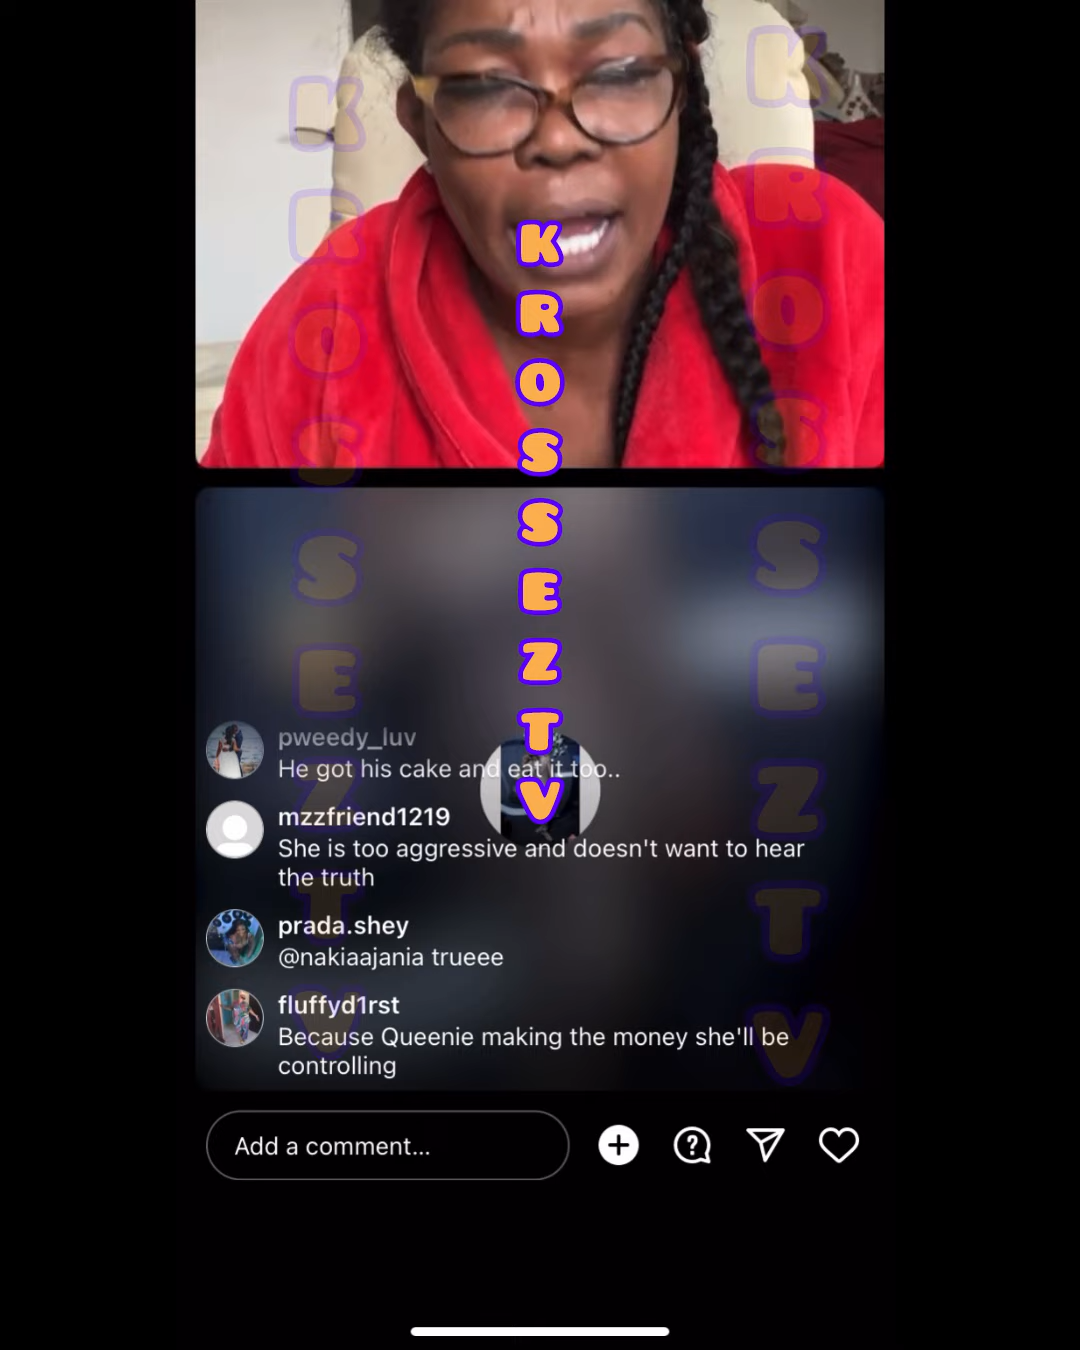 KROSSEZTV
KROSSEZTV
KROSSEZTV
pweedy_luv
He got his cake and eat it too..
mzzfriend1219
She is too aggressive and doesn't want to hear
the truth
prada.shey
@nakiaajania trueee
fluffyd1rst
Because Queenie making the money she'll be
controlling
Add a comment...